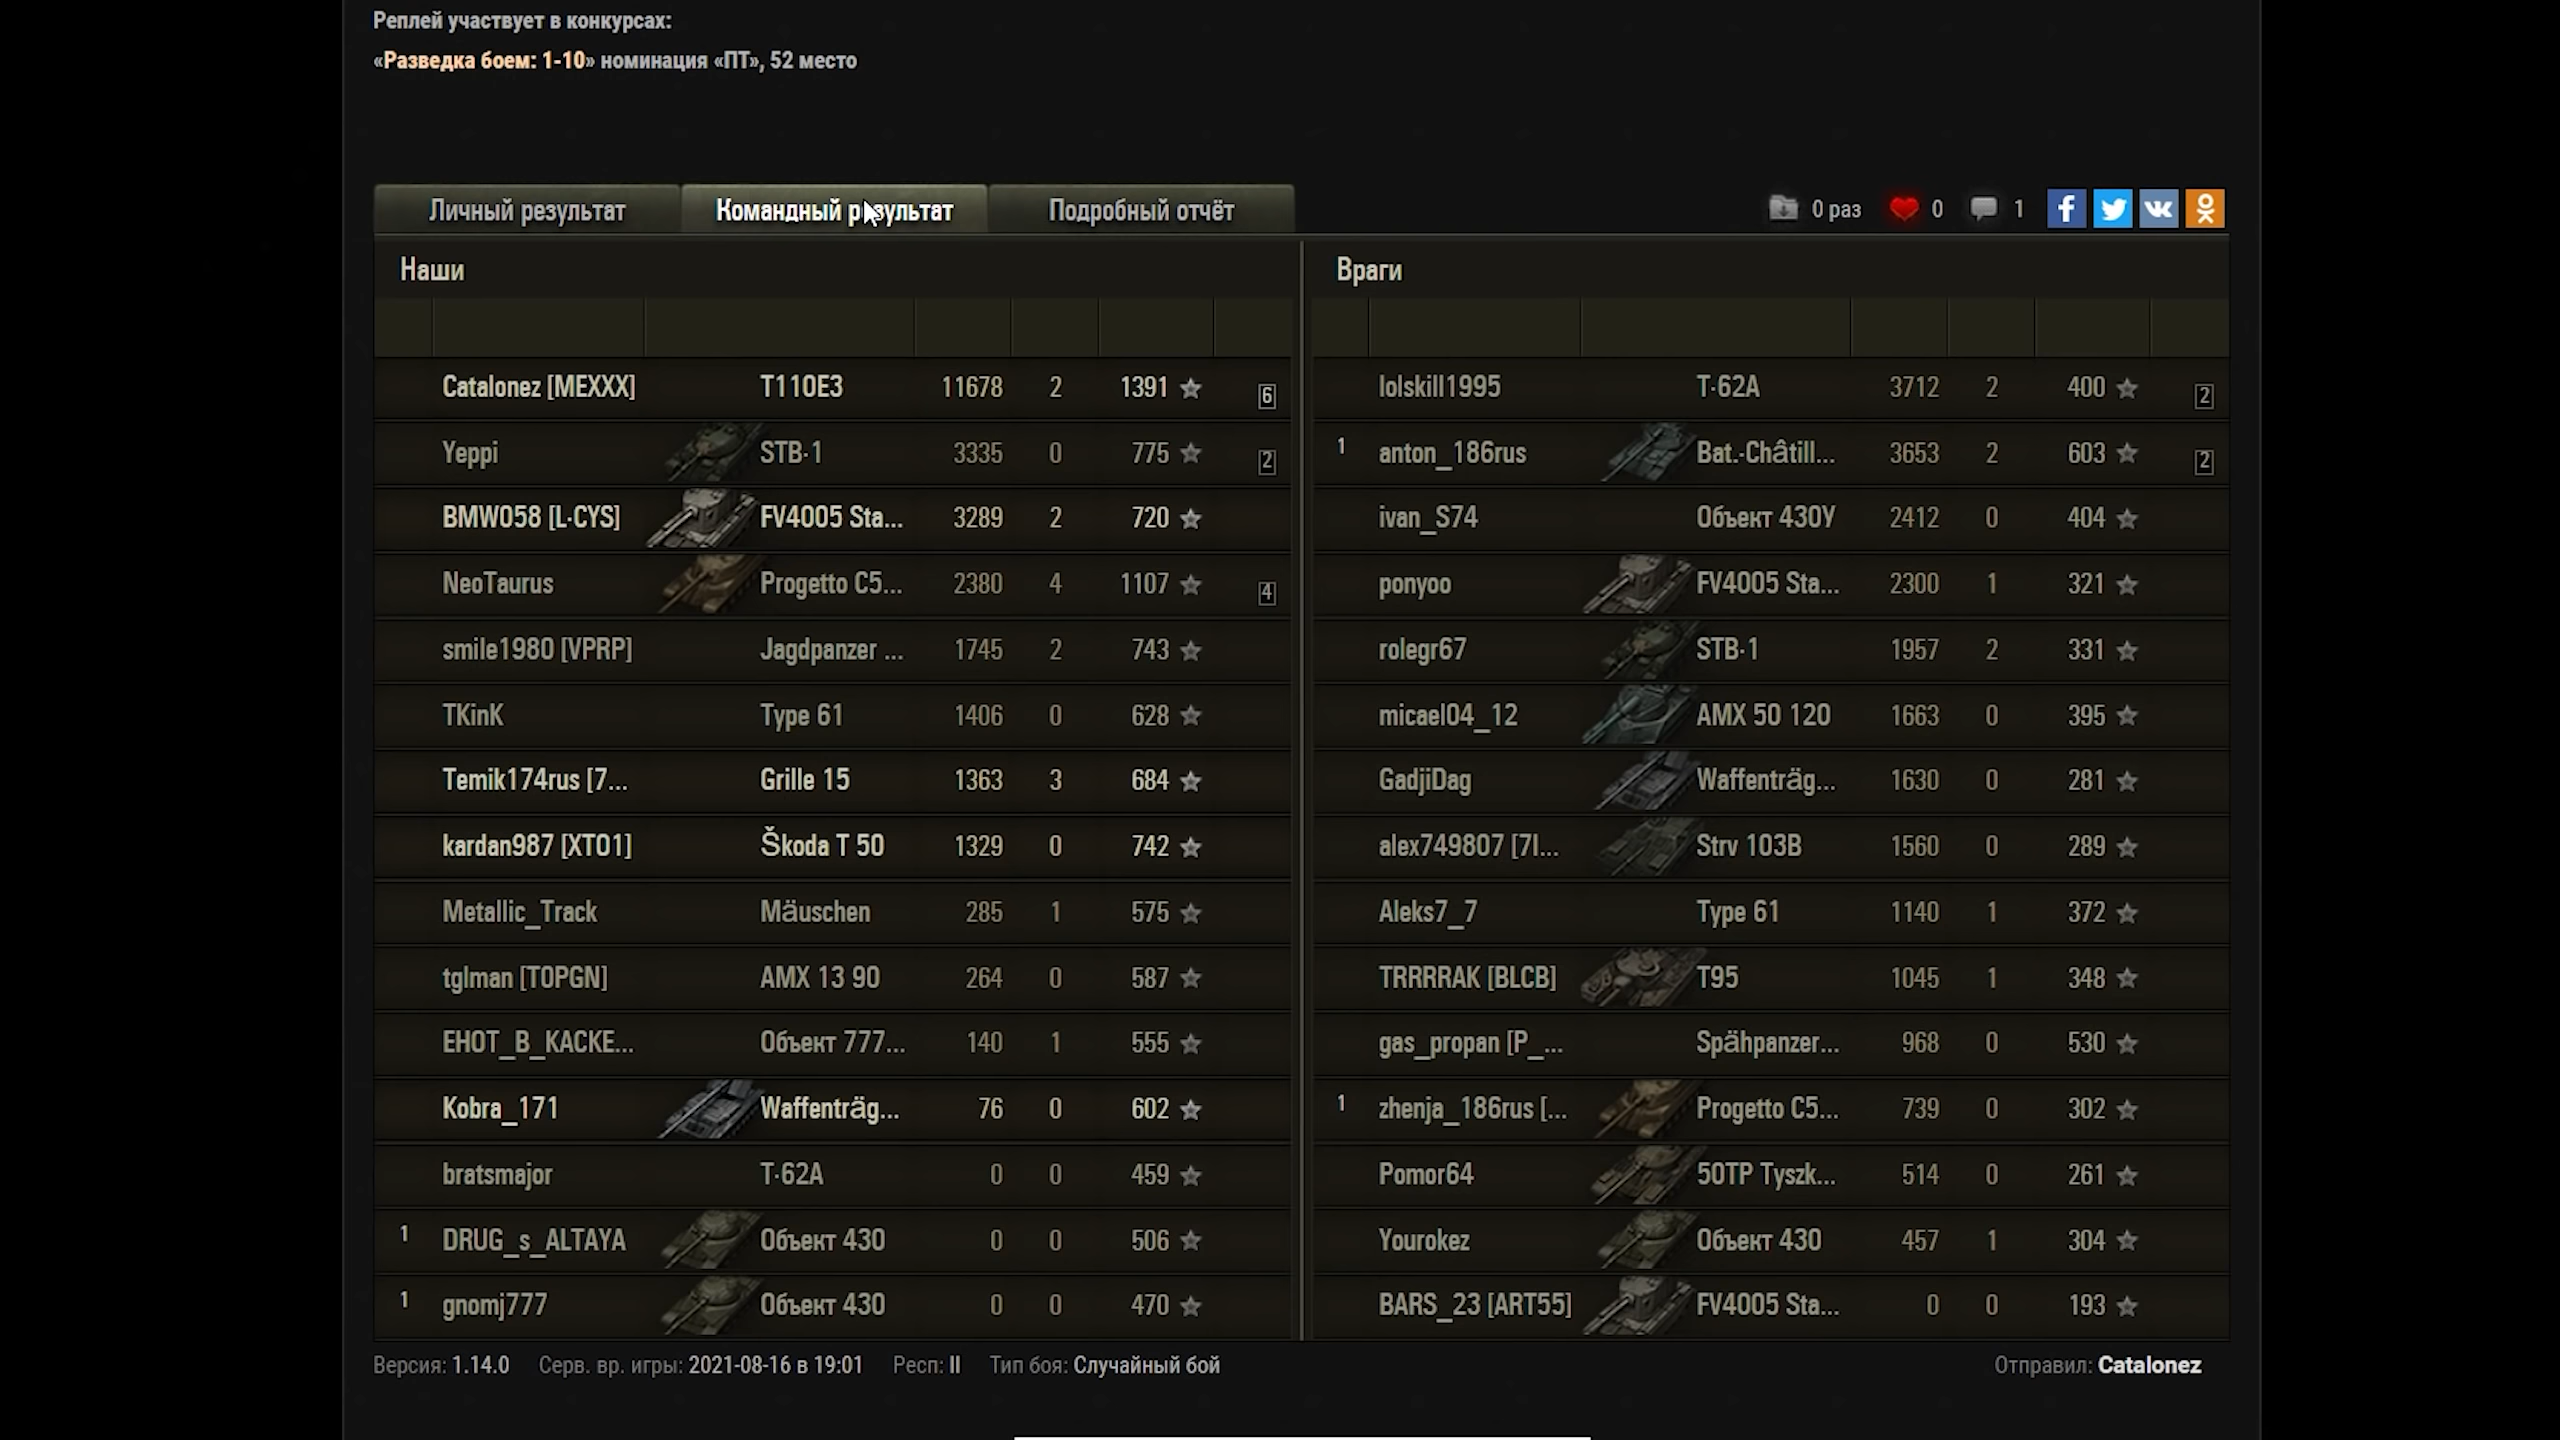 Реплей участвует в конкурсах:
«Разведка боем: 1-10» номинация «ПТ», 52 место
Личный результат Командный результат Подробный отчёт 0 раз 0 1
Наши Враги
Catalonez [MEXXX] T110E3 11678 2 1391 6 lolskill1995 Т-62А 3712 2 400 2
Yeppi STB-1 3335 0 775 2 1 anton_186rus Bat.-Châtill... 3653 2 603 2
BMW058 [L-CYS] FV4005 Sta... 3289 2 720 ivan_S74 Объект 430У 2412 0 404
NeoTaurus Progetto C5... 2380 4 1107 4 ponyoo FV4005 Sta... 2300 1 321
smile1980 [VPRP] Jagdpanzer ... 1745 2 743 rolegr67 STB-1 1957 2 331
TKinK Type 61 1406 0 628 micael04_12 AMX 50 120 1663 0 395
Temik174rus [7... Grille 15 1363 3 684 GadjiDag Waffenträg... 1630 0 281
kardan987 [XTO1] Škoda T 50 1329 0 742 alex749807 [7I... Strv 103B 1560 0 289
Metallic_Track Mäuschen 285 1 575 Aleks7_7 Type 61 1140 1 372
tglman [TOPGN] AMX 13 90 264 0 587 TRRRRAK [BLCB] T95 1045 1 348
EHOT_B_KACKE... Объект 777... 140 1 555 gas_propan [P_... Spähpanzer... 968 0 530
Kobra_171 Waffenträg... 76 0 602 1 zhenja_186rus [... Progetto C5... 739 0 302
bratsmajor Т-62А 0 0 459 Pomor64 50TP Tyszk... 514 0 261
1 DRUG_s_ALTAYA Объект 430 0 0 506 Yourokez Объект 430 457 1 304
1 gnomj777 Объект 430 0 0 470 BARS_23 [ART55] FV4005 Sta... 0 0 193
Версия: 1.14.0 Серв. вр. игры: 2021-08-16 в 19:01 Респ: II Тип боя: Случайный бой Отправил: Catalonez